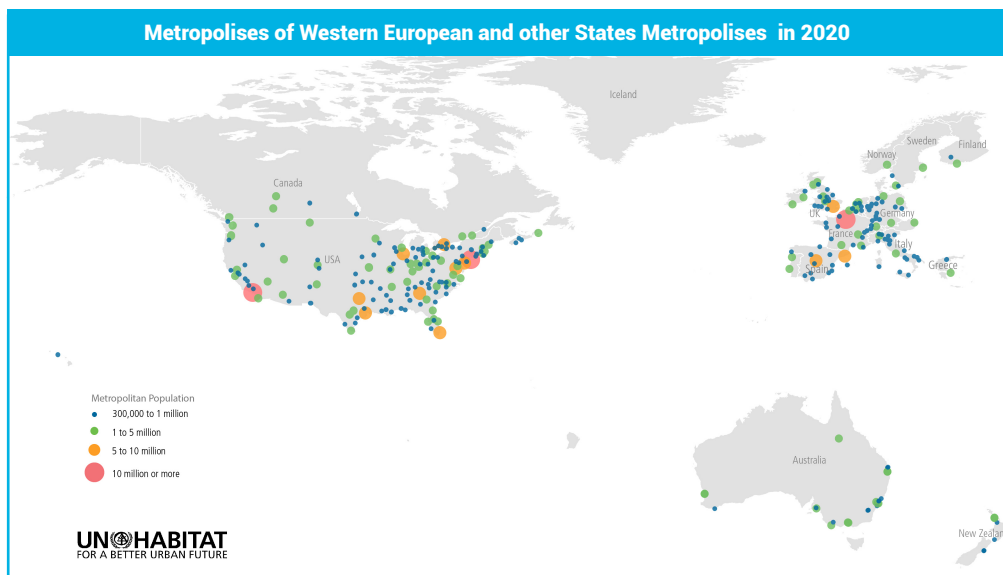 Metropolises of Western European and other States Metropolises in 2020
Iceland
Sweden
Finland
Norway
Canada
UK
Germany
France
Italy
USA
Greece
Spain
Metropolitan Population
300,000 to 1 million
1 to 5 million
5 to 10 million
10 million or more
Australia
New Zealan
UN HABITAT
FOR A BETTER URBAN FUTURE